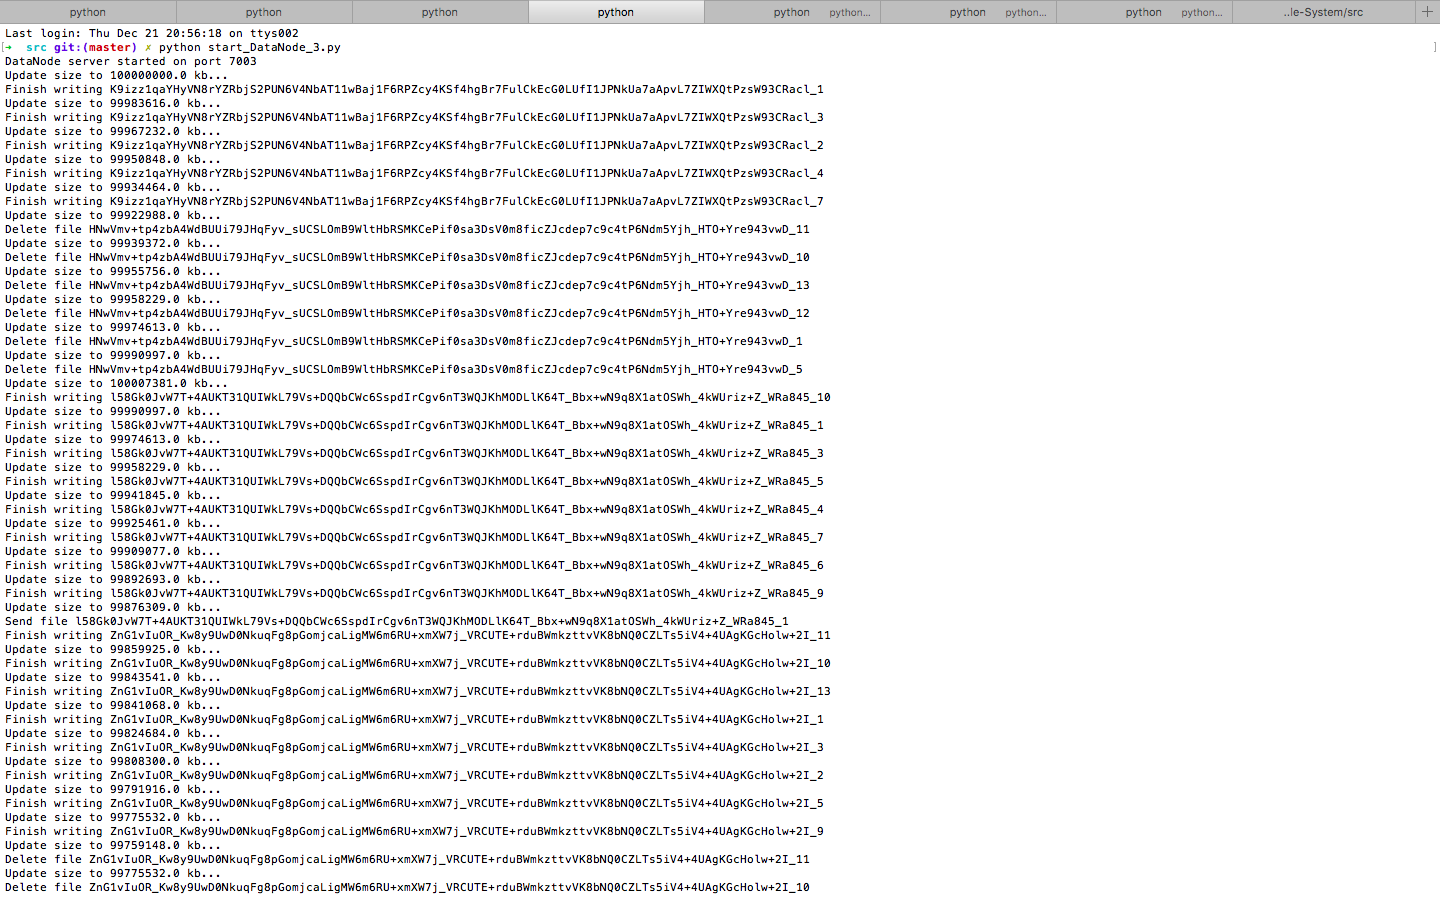 python python python python python python... python python... python python... ..le-System/src +
Last login: Thu Dec 21 20:56:18 on ttys002
[➜ src git:(master) ✗ python start_DataNode_3.py ]
DataNode server started on port 7003
Update size to 100000000.0 kb...
Finish writing K9izz1qaYHyVN8rYZRbjS2PUN6V4NbAT11wBaj1F6RPZcy4KSf4hgBr7FulCkEcG0LUfI1JPNkUa7aApvL7ZIWXQtPzsW93CRacl_1
Update size to 99983616.0 kb...
Finish writing K9izz1qaYHyVN8rYZRbjS2PUN6V4NbAT11wBaj1F6RPZcy4KSf4hgBr7FulCkEcG0LUfI1JPNkUa7aApvL7ZIWXQtPzsW93CRacl_3
Update size to 99967232.0 kb...
Finish writing K9izz1qaYHyVN8rYZRbjS2PUN6V4NbAT11wBaj1F6RPZcy4KSf4hgBr7FulCkEcG0LUfI1JPNkUa7aApvL7ZIWXQtPzsW93CRacl_2
Update size to 99950848.0 kb...
Finish writing K9izz1qaYHyVN8rYZRbjS2PUN6V4NbAT11wBaj1F6RPZcy4KSf4hgBr7FulCkEcG0LUfI1JPNkUa7aApvL7ZIWXQtPzsW93CRacl_4
Update size to 99934464.0 kb...
Finish writing K9izz1qaYHyVN8rYZRbjS2PUN6V4NbAT11wBaj1F6RPZcy4KSf4hgBr7FulCkEcG0LUfI1JPNkUa7aApvL7ZIWXQtPzsW93CRacl_7
Update size to 99922988.0 kb...
Delete file HNwVmv+tp4zbA4WdBUUi79JHqFyv_sUCSLOmB9WltHbRSMKCePif0sa3DsV0m8ficZJcdep7c9c4tP6Ndm5Yjh_HTO+Yre943vwD_11
Update size to 99939372.0 kb...
Delete file HNwVmv+tp4zbA4WdBUUi79JHqFyv_sUCSLOmB9WltHbRSMKCePif0sa3DsV0m8ficZJcdep7c9c4tP6Ndm5Yjh_HTO+Yre943vwD_10
Update size to 99955756.0 kb...
Delete file HNwVmv+tp4zbA4WdBUUi79JHqFyv_sUCSLOmB9WltHbRSMKCePif0sa3DsV0m8ficZJcdep7c9c4tP6Ndm5Yjh_HTO+Yre943vwD_13
Update size to 99958229.0 kb...
Delete file HNwVmv+tp4zbA4WdBUUi79JHqFyv_sUCSLOmB9WltHbRSMKCePif0sa3DsV0m8ficZJcdep7c9c4tP6Ndm5Yjh_HTO+Yre943vwD_12
Update size to 99974613.0 kb...
Delete file HNwVmv+tp4zbA4WdBUUi79JHqFyv_sUCSLOmB9WltHbRSMKCePif0sa3DsV0m8ficZJcdep7c9c4tP6Ndm5Yjh_HTO+Yre943vwD_1
Update size to 99990997.0 kb...
Delete file HNwVmv+tp4zbA4WdBUUi79JHqFyv_sUCSLOmB9WltHbRSMKCePif0sa3DsV0m8ficZJcdep7c9c4tP6Ndm5Yjh_HTO+Yre943vwD_5
Update size to 100007381.0 kb...
Finish writing l58Gk0JvW7T+4AUKT31QUIWkL79Vs+DQQbCWc6SspdIrCgv6nT3WQJKhMODLlK64T_Bbx+wN9q8X1atOSWh_4kWUriz+Z_WRa845_10
Update size to 99990997.0 kb...
Finish writing l58Gk0JvW7T+4AUKT31QUIWkL79Vs+DQQbCWc6SspdIrCgv6nT3WQJKhMODLlK64T_Bbx+wN9q8X1atOSWh_4kWUriz+Z_WRa845_1
Update size to 99974613.0 kb...
Finish writing l58Gk0JvW7T+4AUKT31QUIWkL79Vs+DQQbCWc6SspdIrCgv6nT3WQJKhMODLlK64T_Bbx+wN9q8X1atOSWh_4kWUriz+Z_WRa845_3
Update size to 99958229.0 kb...
Finish writing l58Gk0JvW7T+4AUKT31QUIWkL79Vs+DQQbCWc6SspdIrCgv6nT3WQJKhMODLlK64T_Bbx+wN9q8X1atOSWh_4kWUriz+Z_WRa845_5
Update size to 99941845.0 kb...
Finish writing l58Gk0JvW7T+4AUKT31QUIWkL79Vs+DQQbCWc6SspdIrCgv6nT3WQJKhMODLlK64T_Bbx+wN9q8X1atOSWh_4kWUriz+Z_WRa845_4
Update size to 99925461.0 kb...
Finish writing l58Gk0JvW7T+4AUKT31QUIWkL79Vs+DQQbCWc6SspdIrCgv6nT3WQJKhMODLlK64T_Bbx+wN9q8X1atOSWh_4kWUriz+Z_WRa845_7
Update size to 99909077.0 kb...
Finish writing l58Gk0JvW7T+4AUKT31QUIWkL79Vs+DQQbCWc6SspdIrCgv6nT3WQJKhMODLlK64T_Bbx+wN9q8X1atOSWh_4kWUriz+Z_WRa845_6
Update size to 99892693.0 kb...
Finish writing l58Gk0JvW7T+4AUKT31QUIWkL79Vs+DQQbCWc6SspdIrCgv6nT3WQJKhMODLlK64T_Bbx+wN9q8X1atOSWh_4kWUriz+Z_WRa845_9
Update size to 99876309.0 kb...
Send file l58Gk0JvW7T+4AUKT31QUIWkL79Vs+DQQbCWc6SspdIrCgv6nT3WQJKhMODLlK64T_Bbx+wN9q8X1atOSWh_4kWUriz+Z_WRa845_1
Finish writing ZnG1vIuOR_Kw8y9UwD0NkuqFg8pGomjcaLigMW6m6RU+xmXW7j_VRCUTE+rduBWmkzttvVK8bNQ0CZLTs5iV4+4UAgKGcHolw+2I_11
Update size to 99859925.0 kb...
Finish writing ZnG1vIuOR_Kw8y9UwD0NkuqFg8pGomjcaLigMW6m6RU+xmXW7j_VRCUTE+rduBWmkzttvVK8bNQ0CZLTs5iV4+4UAgKGcHolw+2I_10
Update size to 99843541.0 kb...
Finish writing ZnG1vIuOR_Kw8y9UwD0NkuqFg8pGomjcaLigMW6m6RU+xmXW7j_VRCUTE+rduBWmkzttvVK8bNQ0CZLTs5iV4+4UAgKGcHolw+2I_13
Update size to 99841068.0 kb...
Finish writing ZnG1vIuOR_Kw8y9UwD0NkuqFg8pGomjcaLigMW6m6RU+xmXW7j_VRCUTE+rduBWmkzttvVK8bNQ0CZLTs5iV4+4UAgKGcHolw+2I_1
Update size to 99824684.0 kb...
Finish writing ZnG1vIuOR_Kw8y9UwD0NkuqFg8pGomjcaLigMW6m6RU+xmXW7j_VRCUTE+rduBWmkzttvVK8bNQ0CZLTs5iV4+4UAgKGcHolw+2I_3
Update size to 99808300.0 kb...
Finish writing ZnG1vIuOR_Kw8y9UwD0NkuqFg8pGomjcaLigMW6m6RU+xmXW7j_VRCUTE+rduBWmkzttvVK8bNQ0CZLTs5iV4+4UAgKGcHolw+2I_2
Update size to 99791916.0 kb...
Finish writing ZnG1vIuOR_Kw8y9UwD0NkuqFg8pGomjcaLigMW6m6RU+xmXW7j_VRCUTE+rduBWmkzttvVK8bNQ0CZLTs5iV4+4UAgKGcHolw+2I_5
Update size to 99775532.0 kb...
Finish writing ZnG1vIuOR_Kw8y9UwD0NkuqFg8pGomjcaLigMW6m6RU+xmXW7j_VRCUTE+rduBWmkzttvVK8bNQ0CZLTs5iV4+4UAgKGcHolw+2I_9
Update size to 99759148.0 kb...
Delete file ZnG1vIuOR_Kw8y9UwD0NkuqFg8pGomjcaLigMW6m6RU+xmXW7j_VRCUTE+rduBWmkzttvVK8bNQ0CZLTs5iV4+4UAgKGcHolw+2I_11
Update size to 99775532.0 kb...
Delete file ZnG1vIuOR_Kw8y9UwD0NkuqFg8pGomjcaLigMW6m6RU+xmXW7j_VRCUTE+rduBWmkzttvVK8bNQ0CZLTs5iV4+4UAgKGcHolw+2I_10